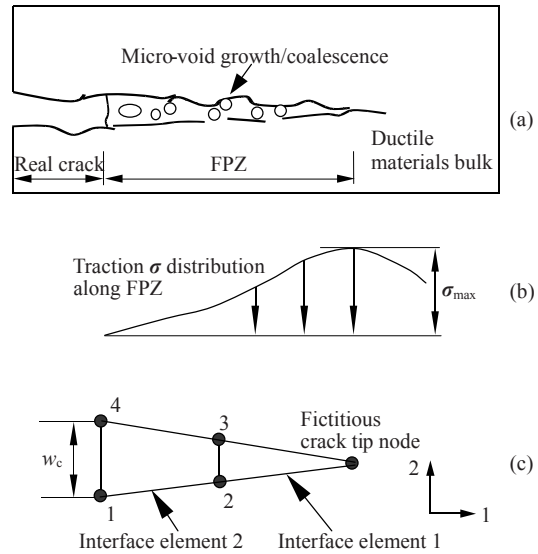 Micro-void growth/coalescence
(a)
Ductile
materials bulk
Real crack
FPZ
Traction σ distribution
along FPZ
σmax
(b)
4
3
Fictitious
crack tip node
wc
2
(c)
1
2
1
Interface element 2
Interface element 1